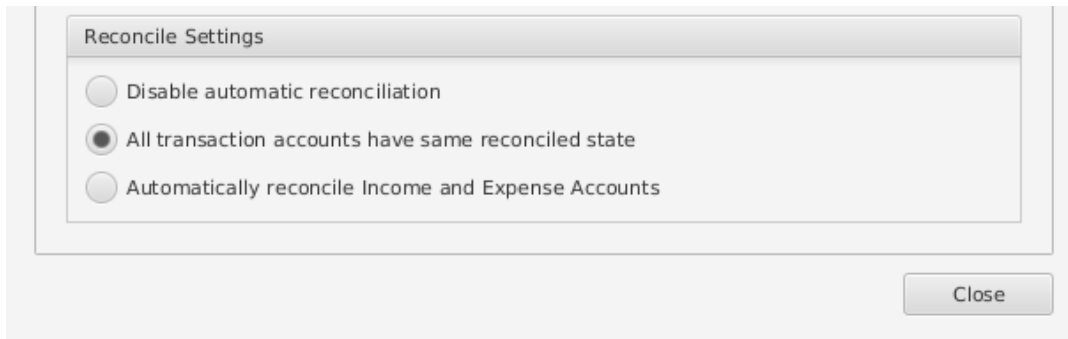 Reconcile Settings
Disable automatic reconciliation
All transaction accounts have same reconciled state
Automatically reconcile Income and Expense Accounts
Close